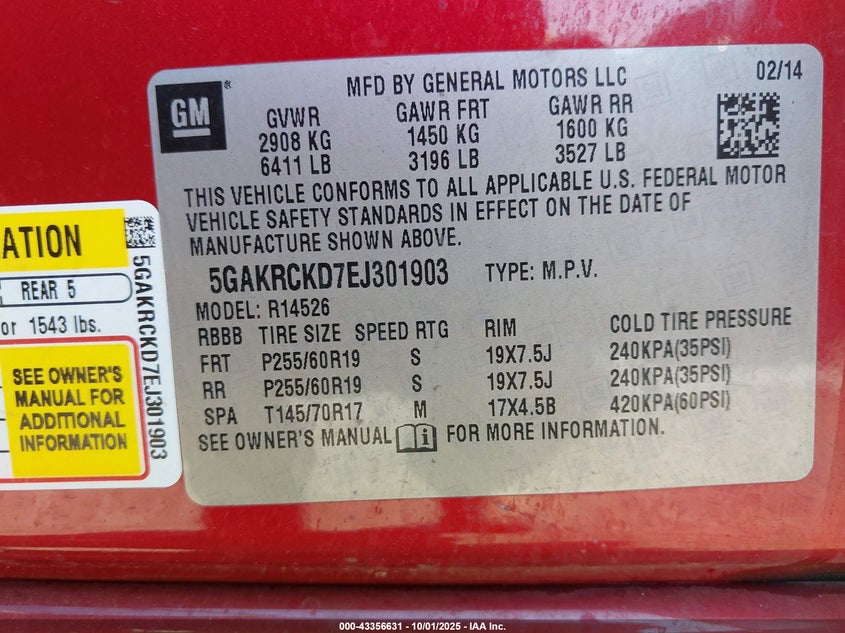 GM®
MFD BY GENERAL MOTORS LLC 02/14
GVWR GAWR FRT GAWR RR
2908 KG 1450 KG 1600 KG
6411 LB 3196 LB 3527 LB
THIS VEHICLE CONFORMS TO ALL APPLICABLE U.S. FEDERAL MOTOR
VEHICLE SAFETY STANDARDS IN EFFECT ON THE DATE OF
MANUFACTURE SHOWN ABOVE.
5GAKRCKD7EJ301903 TYPE: M.P.V.
MODEL: R14526
RBBB TIRE SIZE SPEED RTG RIM COLD TIRE PRESSURE
FRT P255/60R19 S 19X7.5J 240KPA(35PSI)
RR P255/60R19 S 19X7.5J 240KPA(35PSI)
SPA T145/70R17 M 17X4.5B 420KPA(60PSI)
SEE OWNER'S MANUAL FOR MORE INFORMATION.
ATION
REAR 5
or 1543 lbs.
SEE OWNER'S
MANUAL FOR
ADDITIONAL
INFORMATION
5GAKRCKD7EJ301903
000-43356631 - 10/01/2025 - IAA Inc.